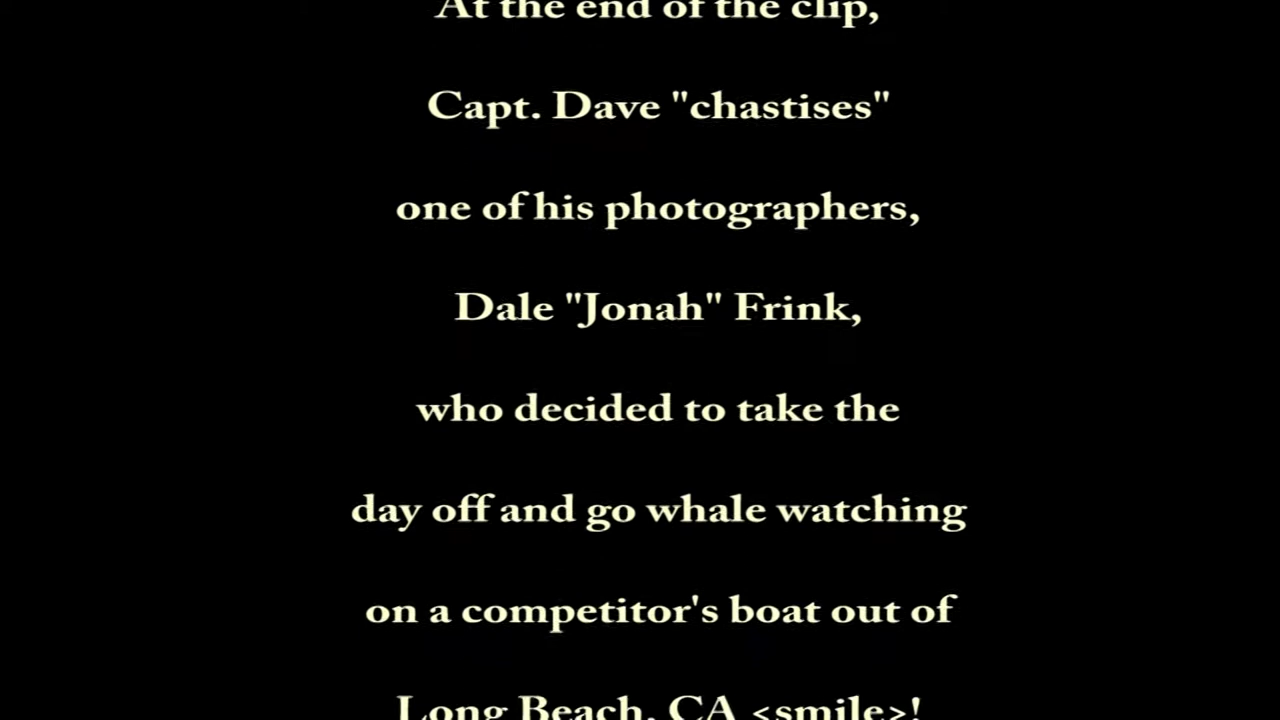 At the end of the clip,
Capt. Dave "chastises"
one of his photographers,
Dale "Jonah" Frink,
who decided to take the
day off and go whale watching
on a competitor's boat out of
Long Beach, CA <smile>!